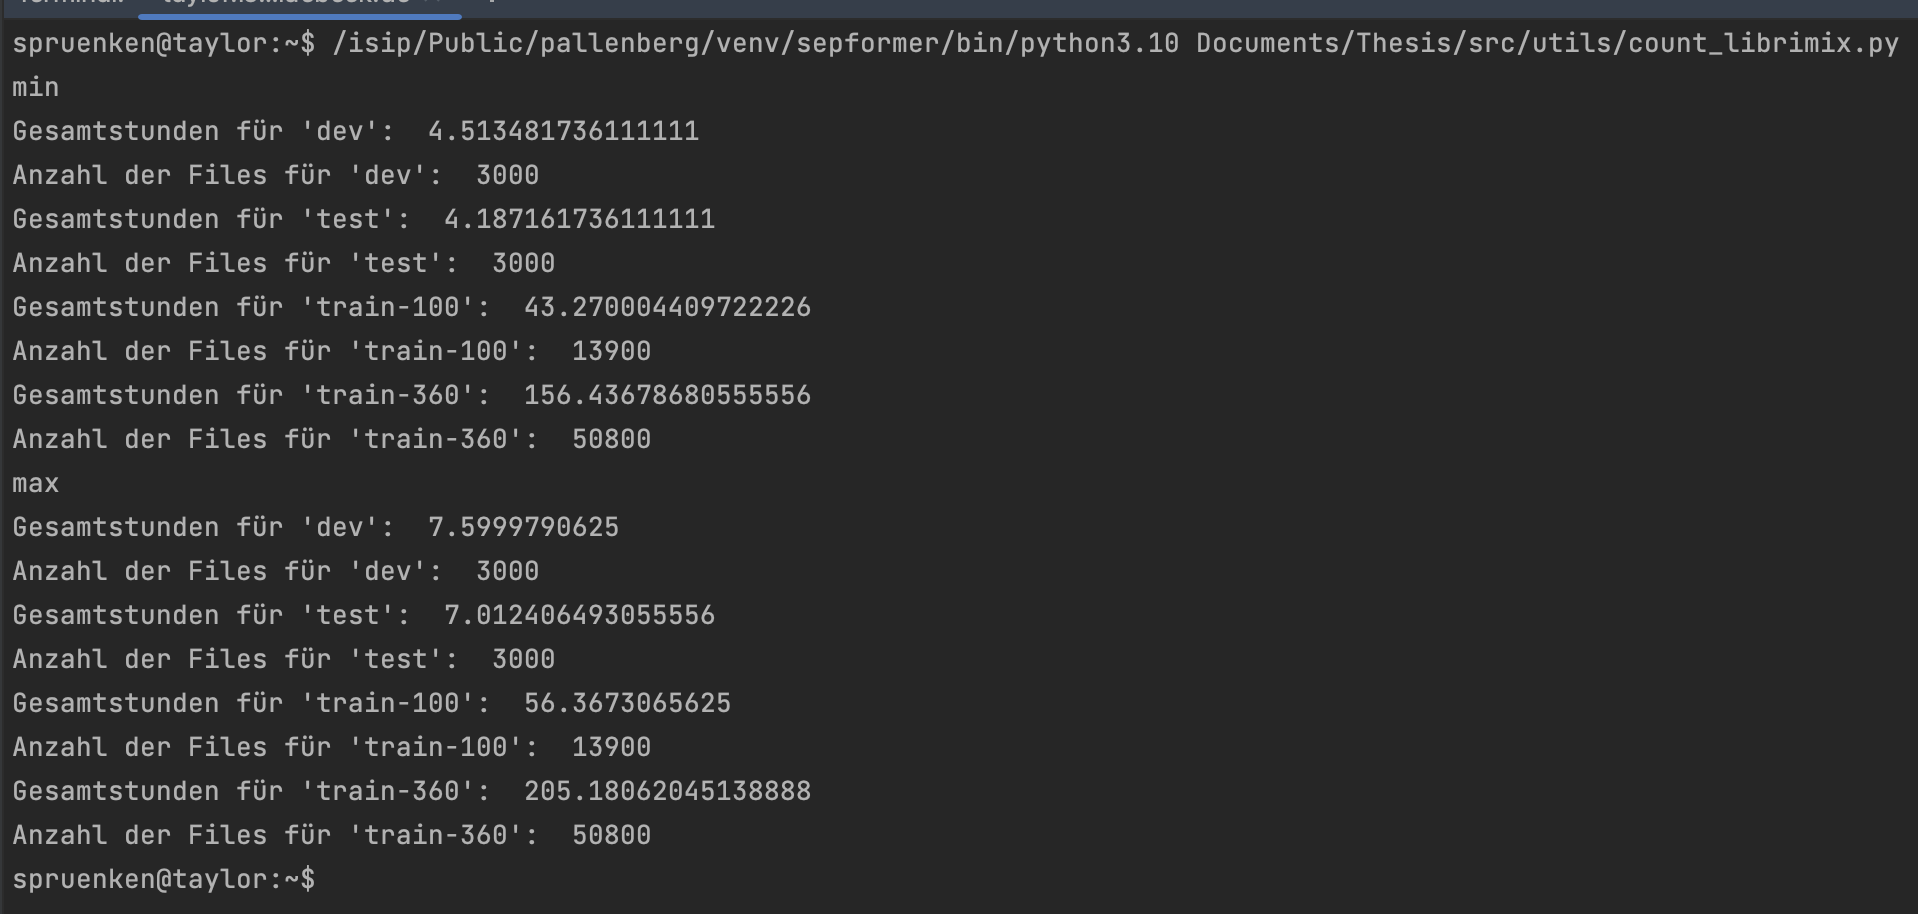 spruenken@taylor:~$ /isip/Public/pallenberg/venv/sepformer/bin/python3.10 Documents/Thesis/src/utils/count_librimix.py
min
Gesamtstunden für 'dev':  4.513481736111111
Anzahl der Files für 'dev':  3000
Gesamtstunden für 'test':  4.187161736111111
Anzahl der Files für 'test':  3000
Gesamtstunden für 'train-100':  43.270004409722226
Anzahl der Files für 'train-100':  13900
Gesamtstunden für 'train-360':  156.43678680555556
Anzahl der Files für 'train-360':  50800
max
Gesamtstunden für 'dev':  7.5999790625
Anzahl der Files für 'dev':  3000
Gesamtstunden für 'test':  7.012406493055556
Anzahl der Files für 'test':  3000
Gesamtstunden für 'train-100':  56.3673065625
Anzahl der Files für 'train-100':  13900
Gesamtstunden für 'train-360':  205.18062045138888
Anzahl der Files für 'train-360':  50800
spruenken@taylor:~$